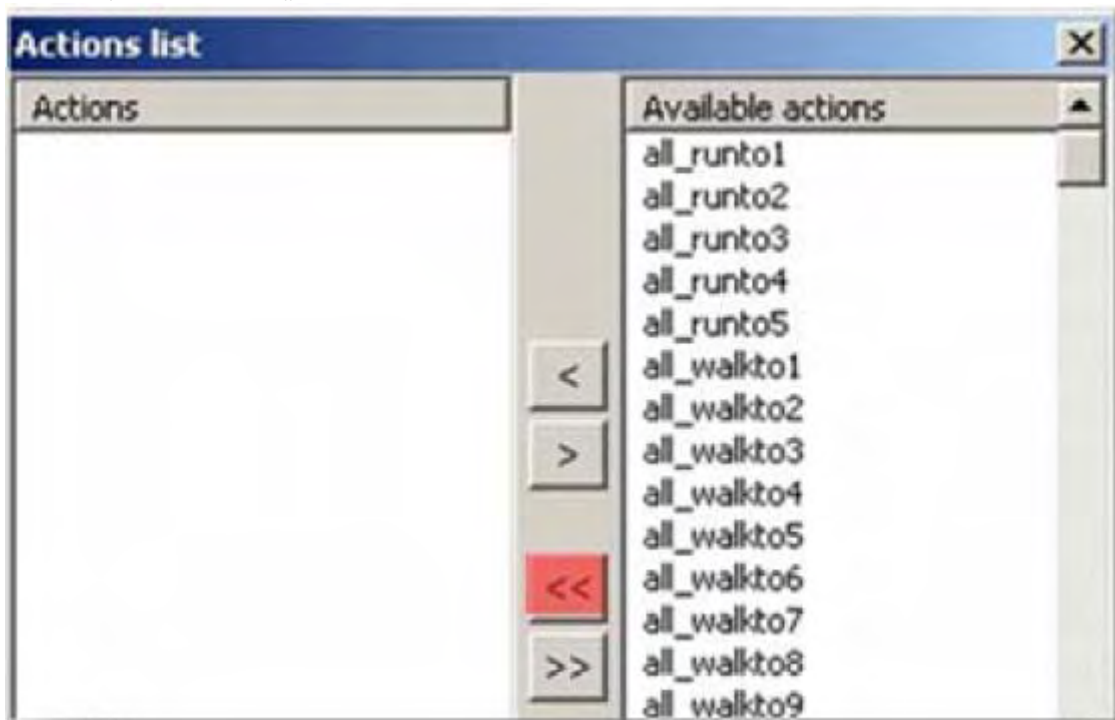 Actions list
Actions
Available actions
all_runto1
all_runto2
all_runto3
all_runto4
all_runto5
all_walkto1
all_walkto2
all_walkto3
all_walkto4
all_walkto5
all_walkto6
all_walkto7
all_walkto8
all_walkto9
<
>
<<
>>